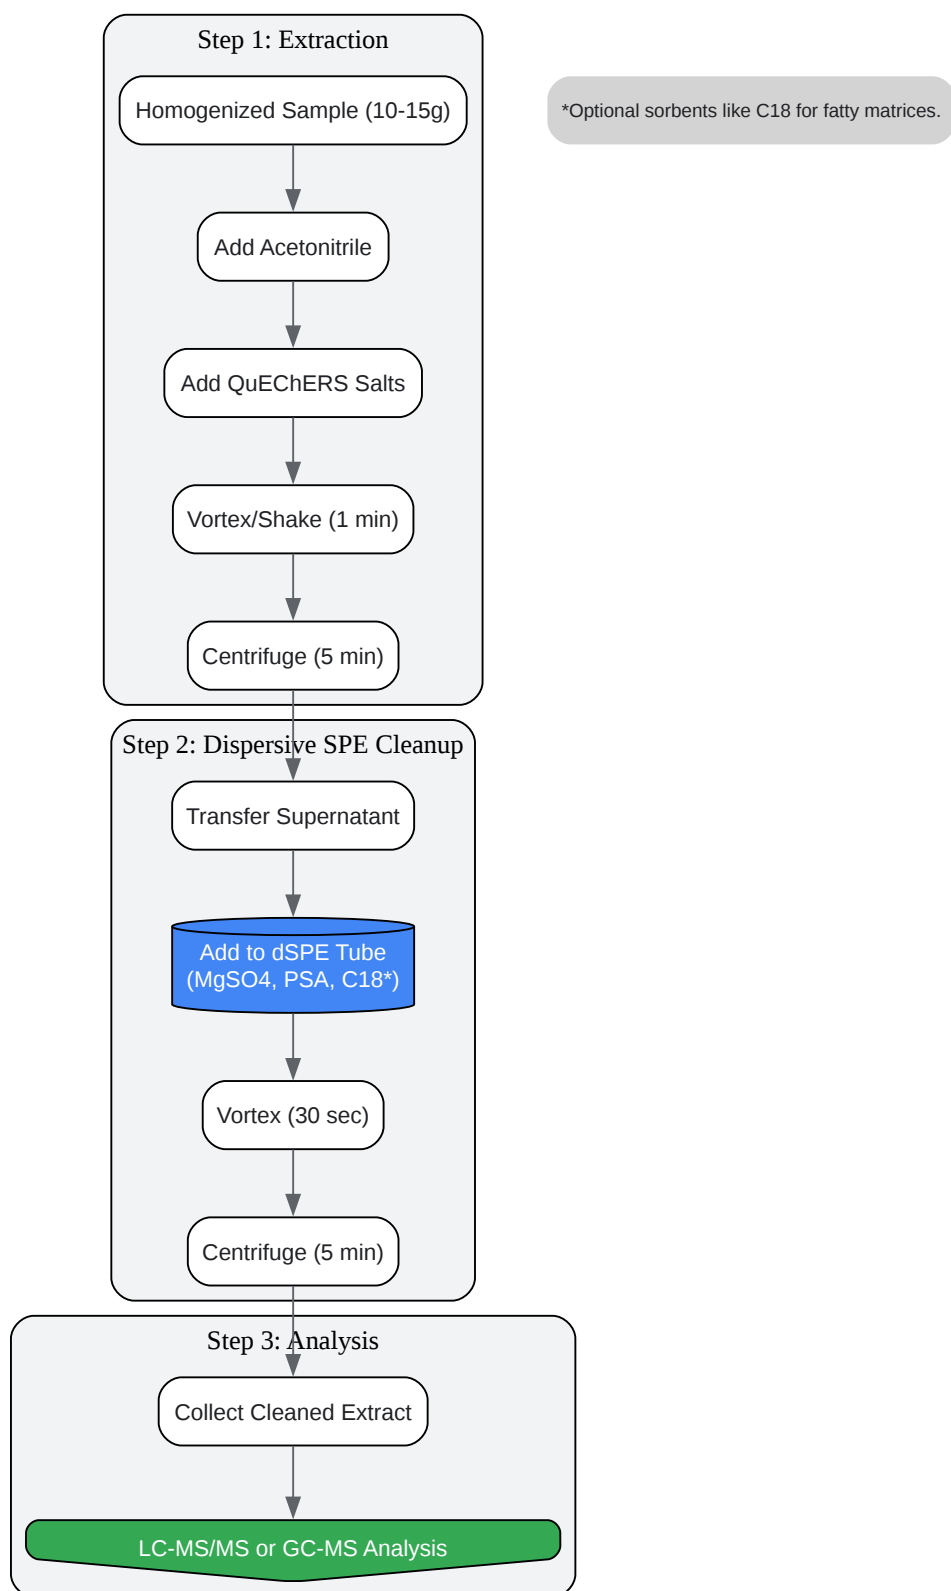 Step 1: Extraction
Homogenized Sample (10-15g)
*Optional sorbents like C18 for fatty matrices.
Add Acetonitrile
Add QuEChERS Salts
Vortex/Shake (1 min)
Centrifuge (5 min)
Step 2: Dispersive SPE Cleanup
Transfer Supernatant
Add to dSPE Tube
(MgSO4, PSA, C18*)
Vortex (30 sec)
Centrifuge (5 min)
Step 3: Analysis
Collect Cleaned Extract
LC-MS/MS or GC-MS Analysis